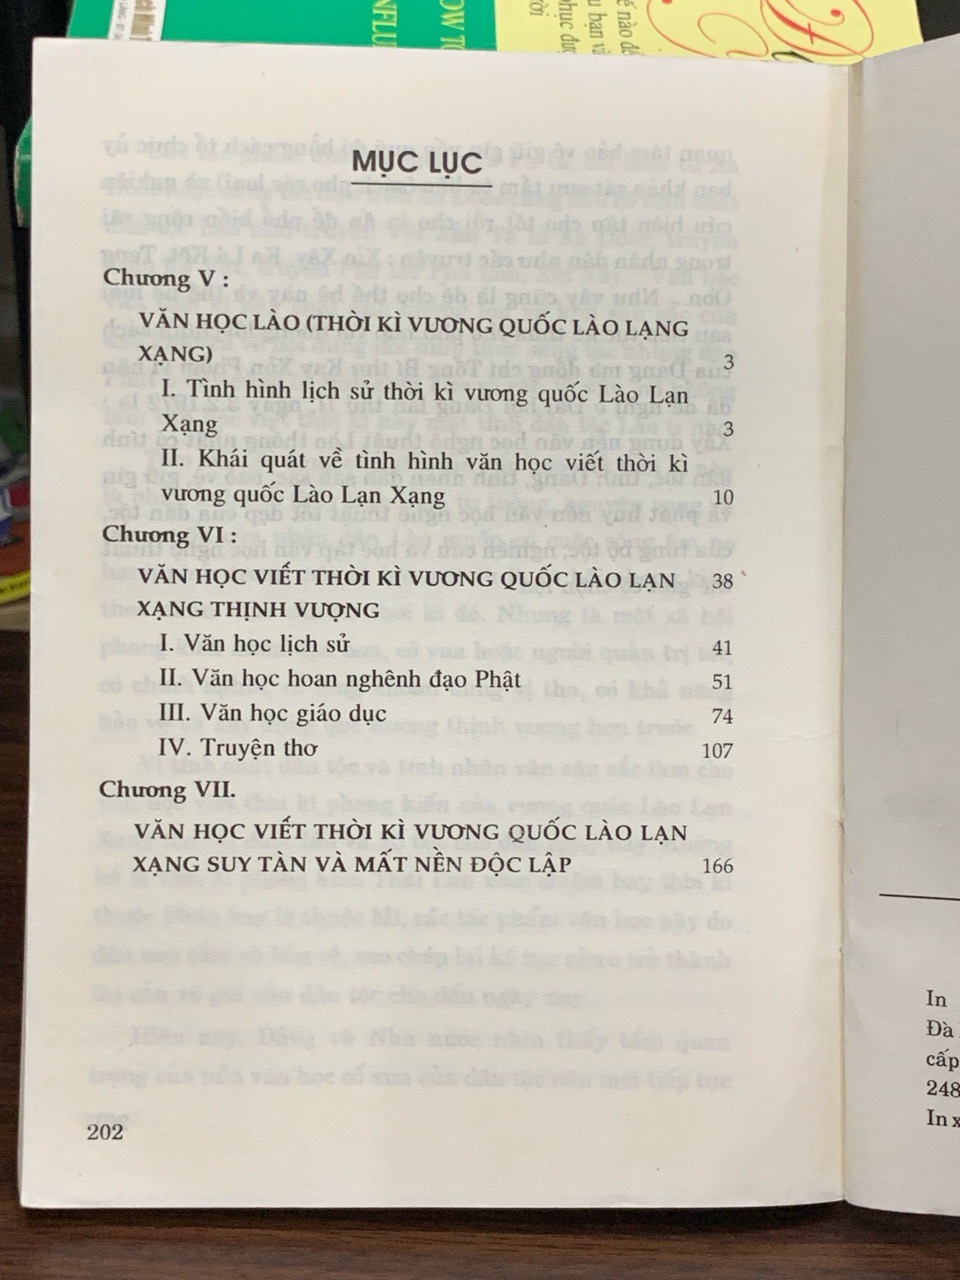 MỤC LỤC
Chương V :
VĂN HỌC LÀO (THỜI KÌ VƯƠNG QUỐC LÀO LẠNG
XẠNG) 3
I. Tình hình lịch sử thời kì vương quốc Lào Lạn
Xạng 3
II. Khái quát về tình hình văn học viết thời kì
vương quốc Lào Lạn Xạng 10
Chương VI :
VĂN HỌC VIẾT THỜI KÌ VƯƠNG QUỐC LÀO LẠN 38
XẠNG THỊNH VƯỢNG
I. Văn học lịch sử 41
II. Văn học hoan nghênh đạo Phật 51
III. Văn học giáo dục 74
IV. Truyện thơ 107
Chương VII.
VĂN HỌC VIẾT THỜI KÌ VƯƠNG QUỐC LÀO LẠN
XẠNG SUY TÀN VÀ MẤT NỀN ĐỘC LẬP 166
202
In
Đà
cấp
248
In x